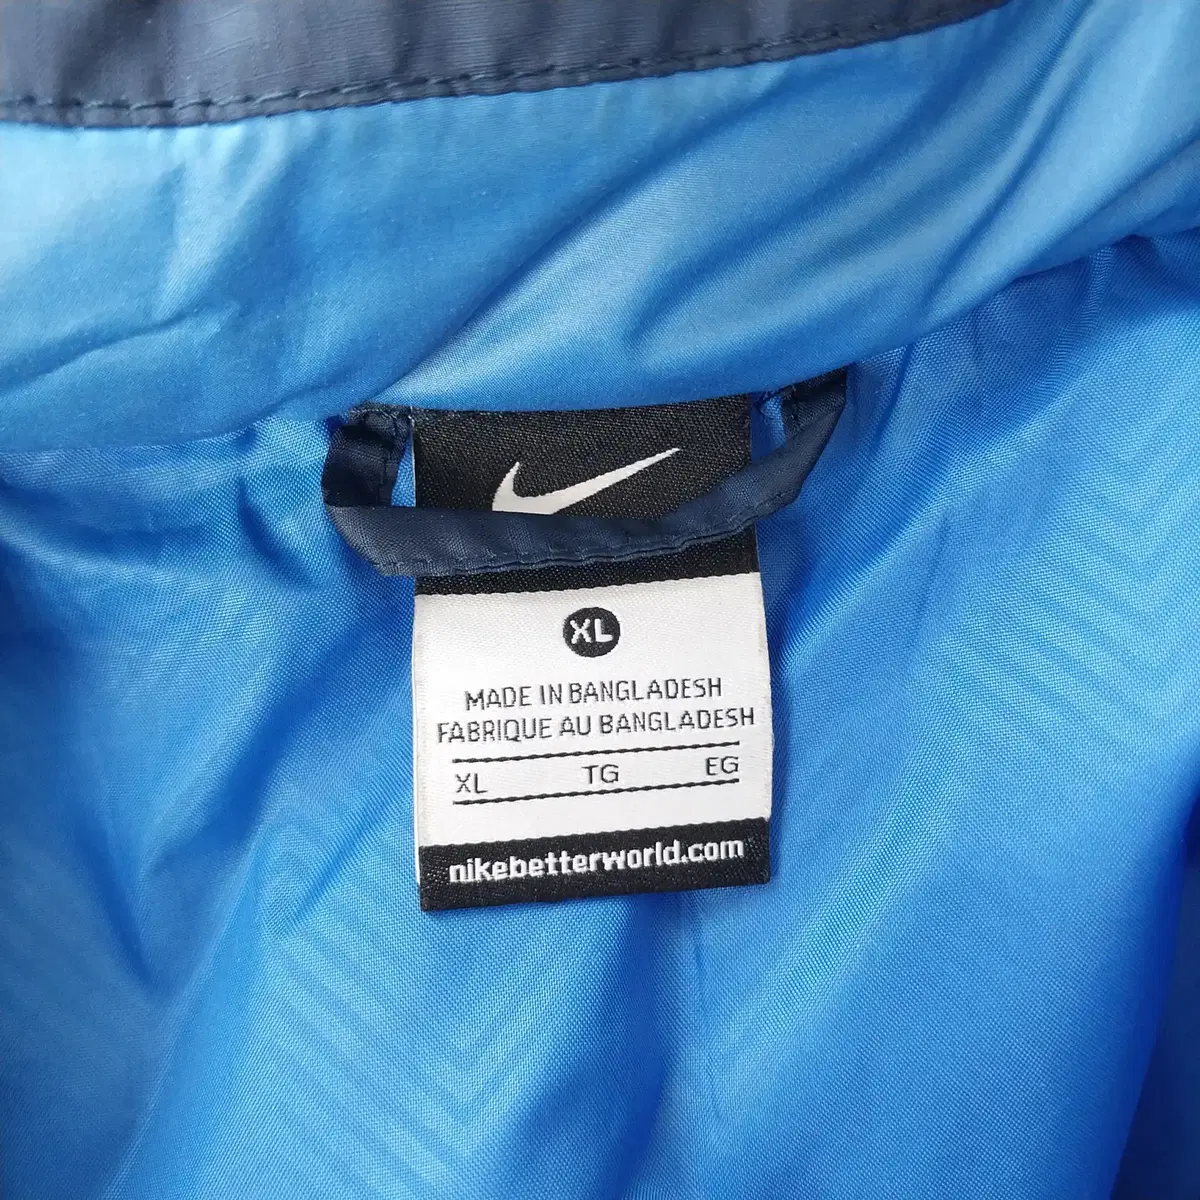 XL
MADE IN BANGLADESH
FABRIQUE AU BANGLADESH
XL TG EG
nikebetterworld.com